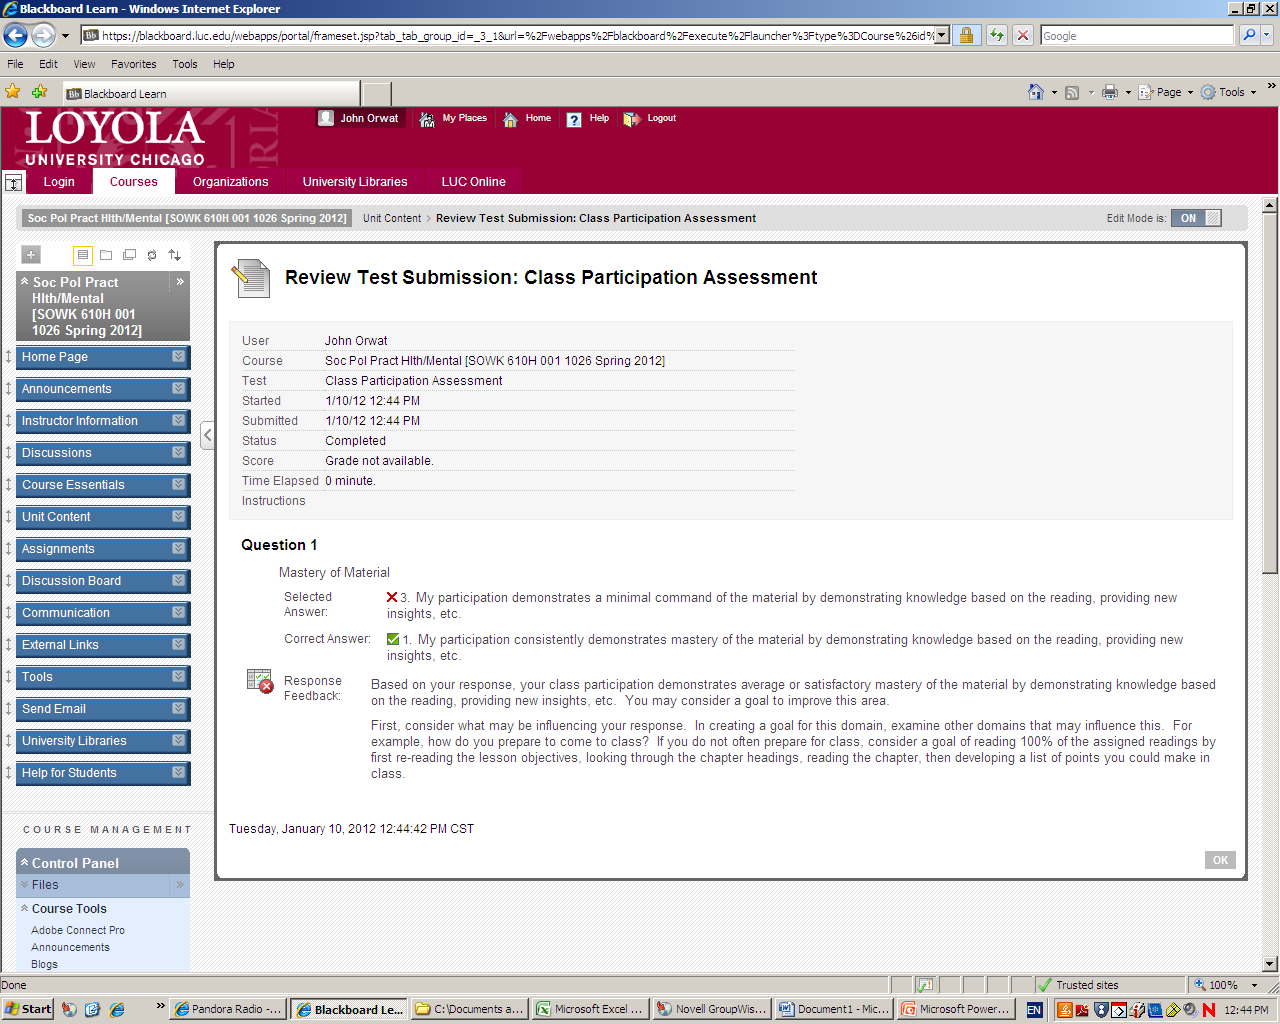 Blackboard Learn - Windows Internet Explorer
https://blackboard.luc.edu/webapps/portal/frameset.jsp?tab_tab_group_id=_3_1&url=%2Fwebapps%2Fblackboard%2Fexecute%2Flauncher%3Ftype%3DCourse%26id%
Google
File Edit View Favorites Tools Help
Blackboard Learn
Page Tools
LOYOLA
UNIVERSITY CHICAGO
John Orwat My Places Home Help Logout
Login Courses Organizations University Libraries LUC Online
Soc Pol Pract Hlth/Mental [SOWK 610H 001 1026 Spring 2012] Unit Content > Review Test Submission: Class Participation Assessment Edit Mode is: ON
Soc Pol Pract
Hlth/Mental
[SOWK 610H 001
1026 Spring 2012]
Home Page
Announcements
Instructor Information
Discussions
Course Essentials
Unit Content
Assignments
Discussion Board
Communication
External Links
Tools
Send Email
University Libraries
Help for Students
COURSE MANAGEMENT
Control Panel
Files
Course Tools
Adobe Connect Pro
Announcements
Blogs
Review Test Submission: Class Participation Assessment
User John Orwat
Course Soc Pol Pract Hlth/Mental [SOWK 610H 001 1026 Spring 2012]
Test Class Participation Assessment
Started 1/10/12 12:44 PM
Submitted 1/10/12 12:44 PM
Status Completed
Score Grade not available.
Time Elapsed 0 minute.
Instructions
Question 1
Mastery of Material
Selected Answer: 3. My participation demonstrates a minimal command of the material by demonstrating knowledge based on the reading, providing new
insights, etc.
Correct Answer: 1. My participation consistently demonstrates mastery of the material by demonstrating knowledge based on the reading, providing new
insights, etc.
Response Feedback: Based on your response, your class participation demonstrates average or satisfactory mastery of the material by demonstrating knowledge based
on the reading, providing new insights, etc. You may consider a goal to improve this area.
First, consider what may be influencing your response. In creating a goal for this domain, examine other domains that may influence this. For
example, how do you prepare to come to class? If you do not often prepare for class, consider a goal of reading 100% of the assigned readings by
first re-reading the lesson objectives, looking through the chapter headings, reading the chapter, then developing a list of points you could make in
class.
Tuesday, January 10, 2012 12:44:42 PM CST
OK
Done Trusted sites 100%
Start Pandora Radio -... Blackboard Le... C:\Documents a... Microsoft Excel ... Novell GroupWis... Document1 - Mic... Microsoft Power... EN 12:44 PM